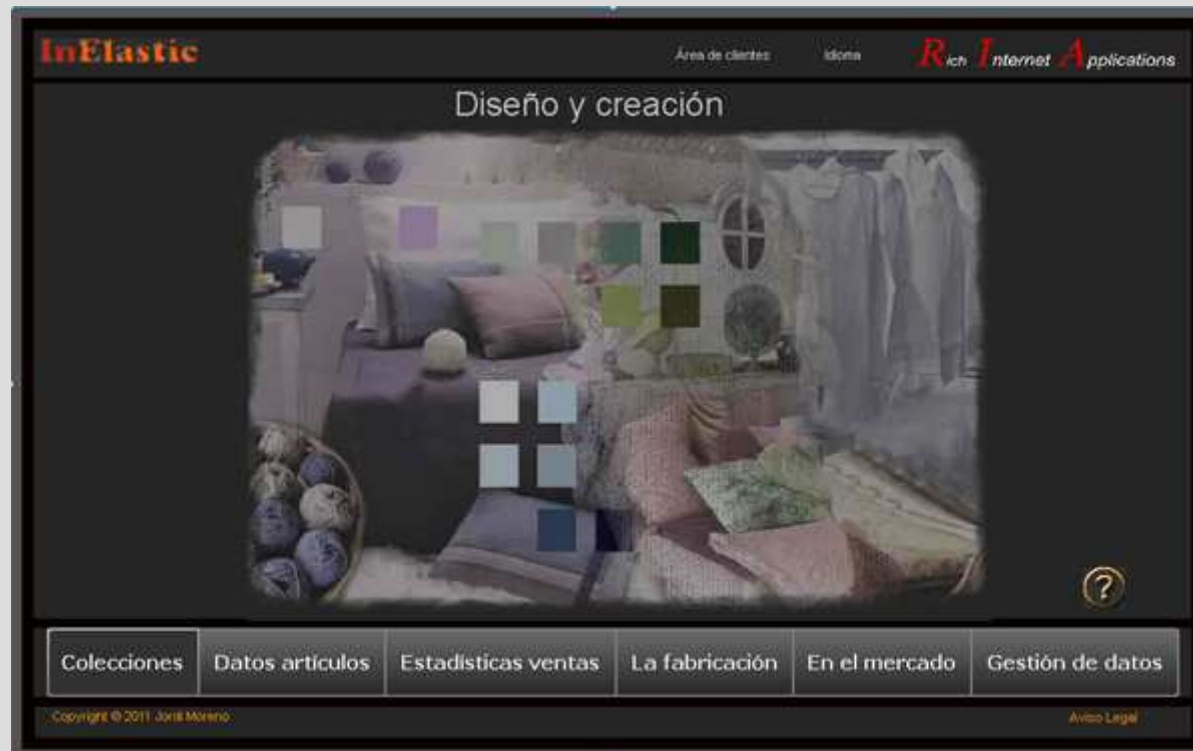 InElastic
Área de clientes
Idioma
Rich Internet Applications
Diseño y creación
?
Colecciones
Datos artículos
Estadísticas ventas
La fabricación
En el mercado
Gestión de datos
Copyright © 2011 Jordi Moreno
Aviso Legal